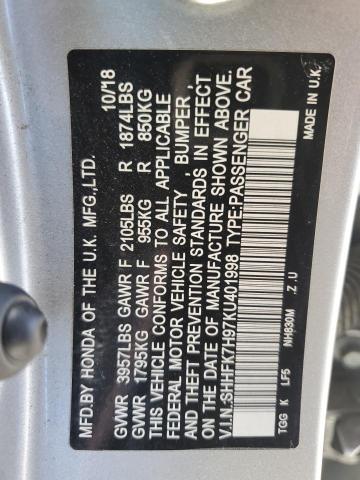 MFD.BY HONDA OF THE U.K. MFG.,LTD. 10/18
GVWR 3957LBS GAWR F 2105LBS R 1874LBS
GVWR 1795KG GAWR F 955KG R 850KG
THIS VEHICLE CONFORMS TO ALL APPLICABLE
FEDERAL MOTOR VEHICLE SAFETY , BUMPER ,
AND THEFT PREVENTION STANDARDS IN EFFECT
ON THE DATE OF MANUFACTURE SHOWN ABOVE.
V.I.N.:SHHFK7H97KU401998 TYPE:PASSENGER CAR
TGG K LF5 NH830M .Z .U MADE IN U.K.